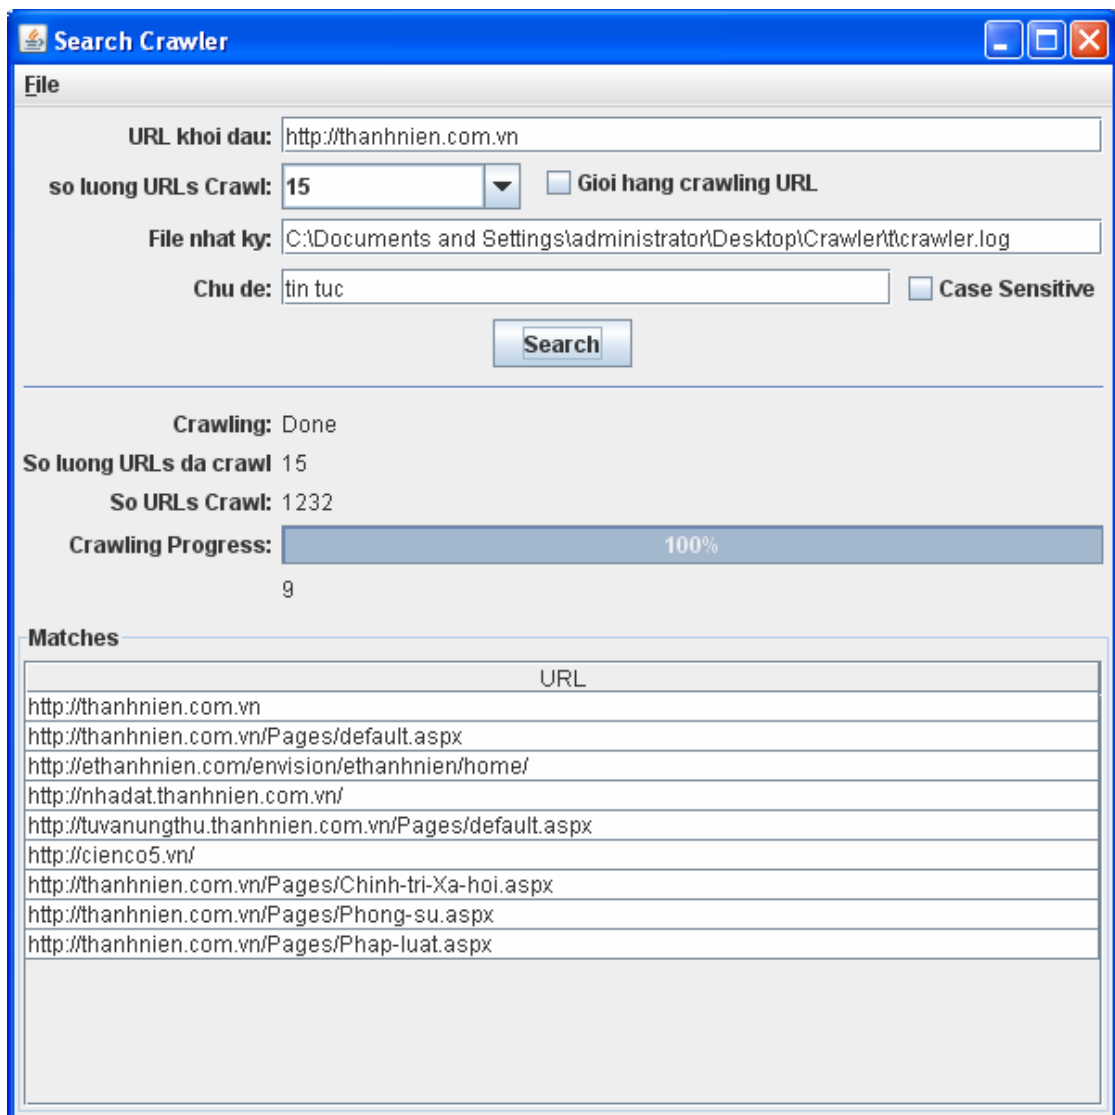 Search Crawler
File
URL khoi dau: http://thanhnien.com.vn
so luong URLs Crawl: 15 Gioi hang crawling URL
File nhat ky: C:\Documents and Settings\administrator\Desktop\Crawler\t\crawler.log
Chu de: tin tuc Case Sensitive
Search
Crawling: Done
So luong URLs da crawl 15
So URLs Crawl: 1232
Crawling Progress: 100%
9
Matches
URL
http://thanhnien.com.vn
http://thanhnien.com.vn/Pages/default.aspx
http://ethanhnien.com/envision/ethanhnien/home/
http://nhadat.thanhnien.com.vn/
http://tuvanungthu.thanhnien.com.vn/Pages/default.aspx
http://cienco5.vn/
http://thanhnien.com.vn/Pages/Chinh-tri-Xa-hoi.aspx
http://thanhnien.com.vn/Pages/Phong-su.aspx
http://thanhnien.com.vn/Pages/Phap-luat.aspx